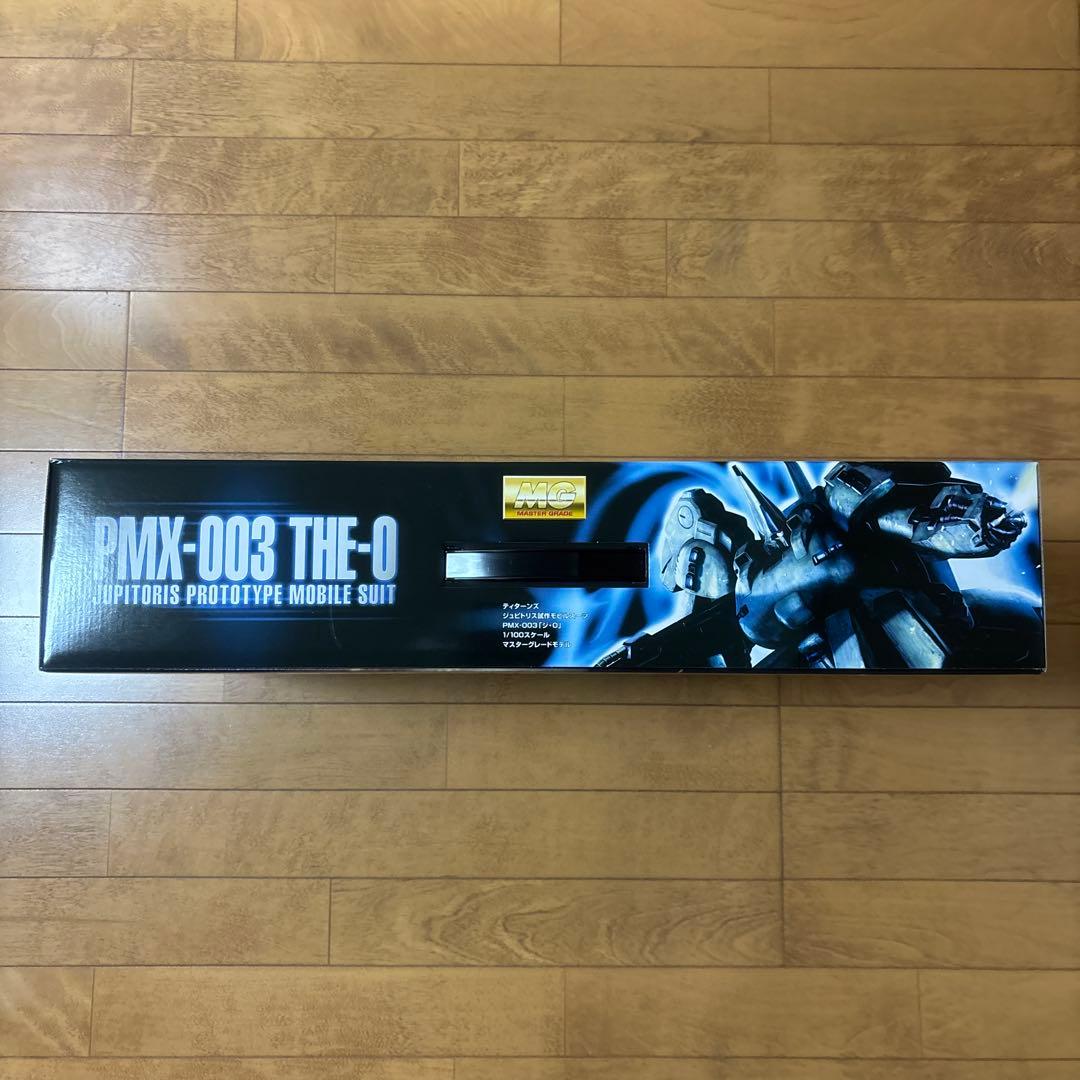 PMX-003 THE-O
JUPITORIS PROTOTYPE MOBILE SUIT
MG
MASTER GRADE
ティターンズ
ジュピトリス試作モビルスーツ
PMX-003「ジ・O」
1/100スケール
マスターグレードモデル